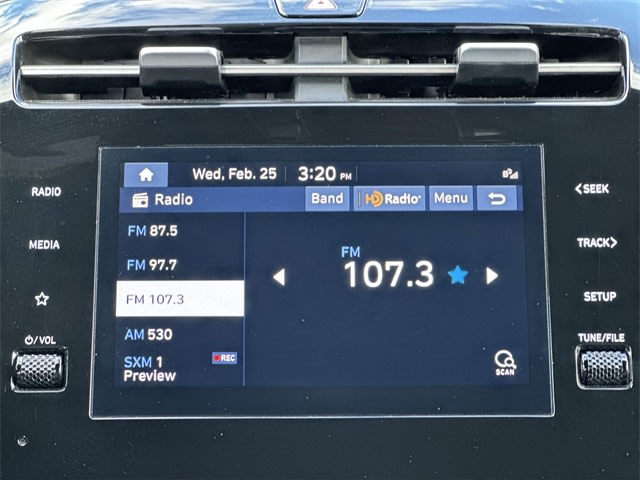 Wed, Feb. 25 3:20 PM
RADIO
Radio Band HD Radio Menu
<SEEK
FM 87.5
MEDIA
FM
107.3
TRACK>
FM 97.7
FM 107.3
SETUP
AM 530
/VOL
TUNE/FILE
SXM 1
Preview
REC
SCAN